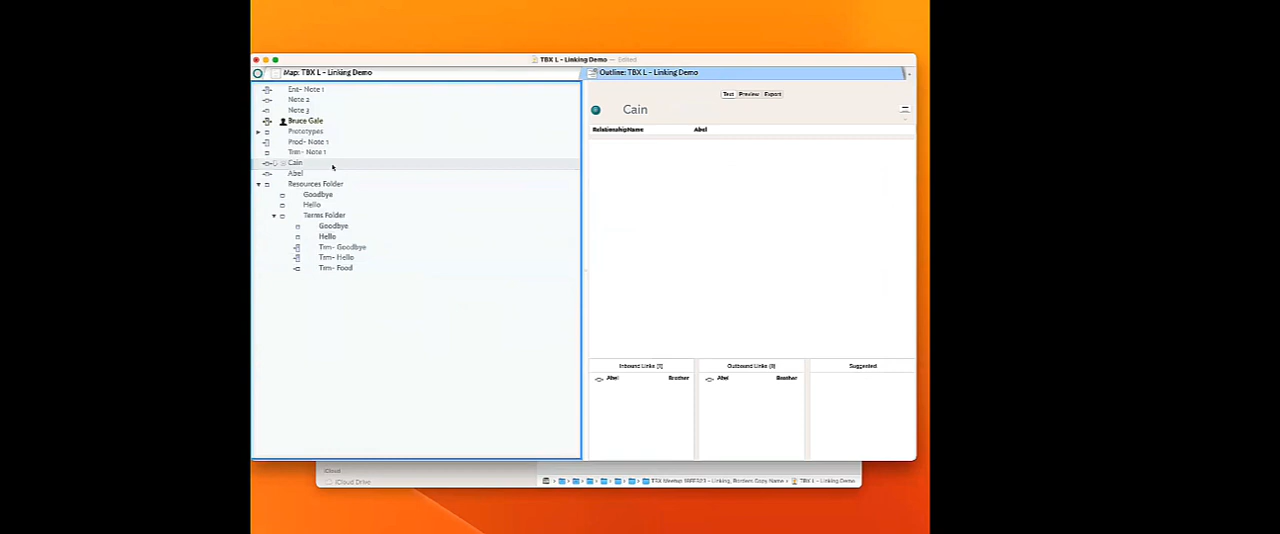 TBX L - Linking Demo — Edited
Map: TBX L - Linking Demo
Outline: TBX L - Linking Demo
Ent- Note 1
Note 2
Note 3
Bruce Gale
Prototypes
Prod- Note 1
Trm- Note 1
Cain
Abel
Resources Folder
Goodbye
Hello
Terms Folder
Goodbye
Hello
Trm- Goodbye
Trm- Hello
Trm- Food
Text Preview Export
Cain
RelationshipName Abel
Inbound Links [1] Outbound Links Suggested
Abel Brother Abel Brother
iCloud
iCloud Drive
TBX L - Linking Demo